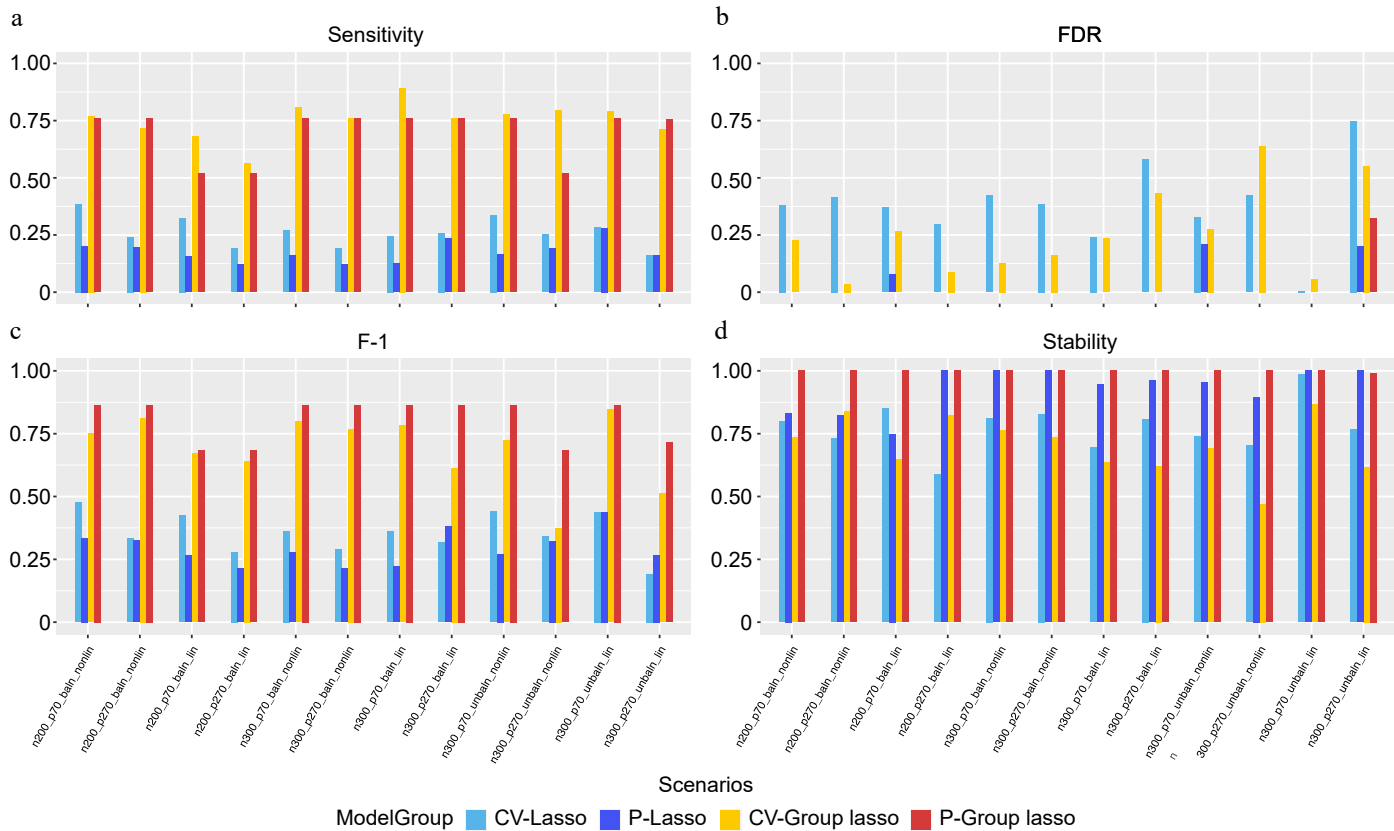 a
Sensitivity
1.00
0.75
0.50
0.25
0
b
FDR
1.00
0.75
0.50
0.25
0
c
F-1
1.00
0.75
0.50
0.25
0
d
Stability
1.00
0.75
0.50
0.25
0
n200_p70_baln_nonlin
n200_p270_baln_nonlin
n200_p70_baln_lin
n200_p270_baln_lin
n300_p70_baln_nonlin
n300_p270_baln_nonlin
n300_p70_baln_lin
n300_p270_baln_lin
n300_p70_unbaln_nonlin
n300_p270_unbaln_nonlin
n300_p70_unbaln_lin
n300_p270_unbaln_lin
n200_p70_baln_nonlin
n200_p270_baln_nonlin
n200_p70_baln_lin
n200_p270_baln_lin
n300_p70_baln_nonlin
n300_p270_baln_nonlin
n300_p70_baln_lin
n300_p270_baln_lin
n300_p70_unbaln_nonlin
n
300_p270_unbaln_nonlin
n300_p70_unbaln_lin
n300_p270_unbaln_lin
Scenarios
ModelGroup CV-Lasso P-Lasso CV-Group lasso P-Group lasso